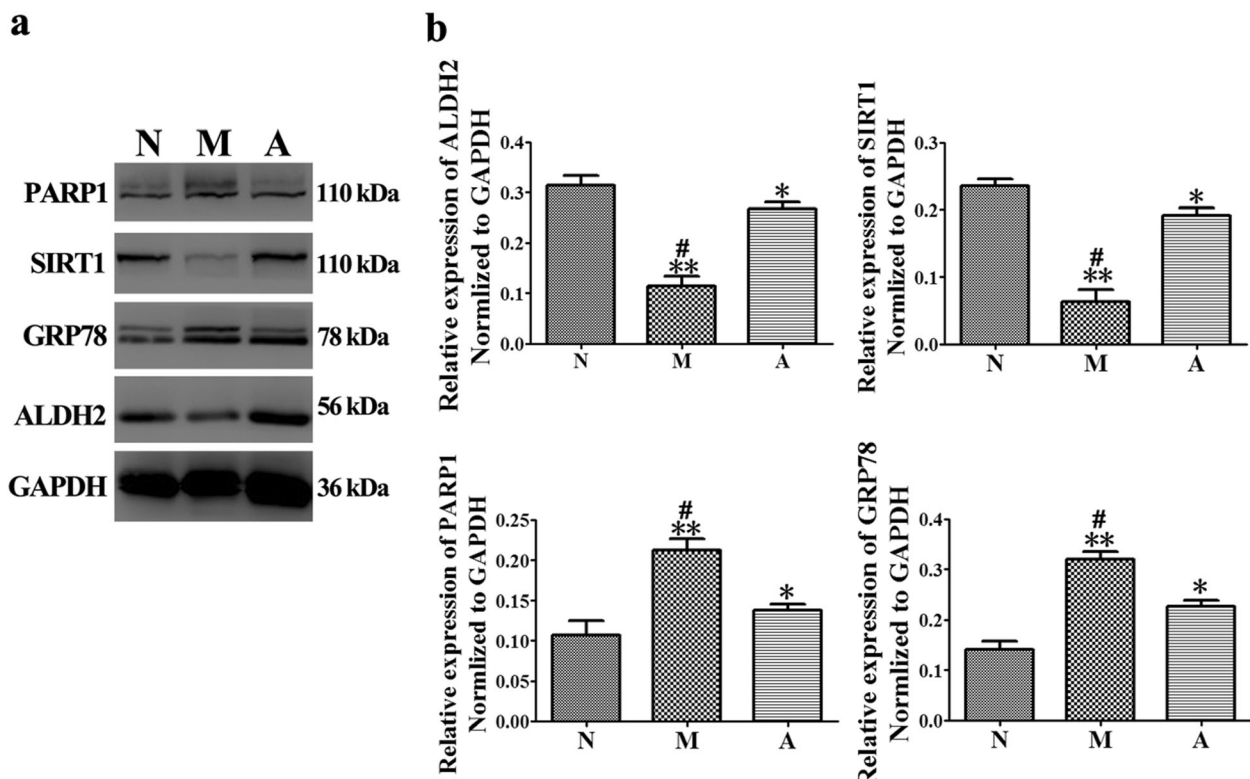 a
N M A
PARP1 110 kDa
SIRT1 110 kDa
GRP78 78 kDa
ALDH2 56 kDa
GAPDH 36 kDa
b
Relative expression of ALDH2
Normlized to GAPDH
0.4
0.3
0.2
0.1
0.0
#
**
*
N M A
Relative expression of SIRT1
Normlized to GAPDH
0.3
0.2
0.1
0.0
#
**
*
N M A
Relative expression of PARP1
Normlized to GAPDH
0.25
0.20
0.15
0.10
0.05
0.00
#
**
*
N M A
Relative expression of GRP78
Normlized to GAPDH
0.4
0.3
0.2
0.1
0.0
#
**
*
N M A